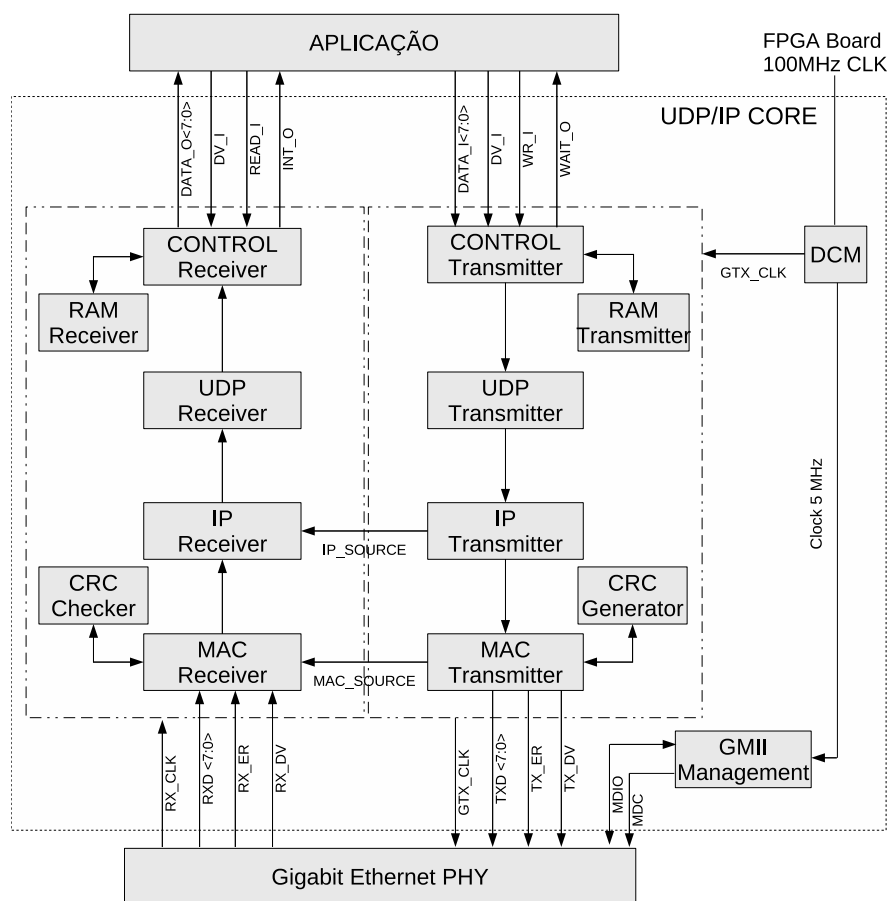 APLICAÇÃO
FPGA Board
100MHz CLK
UDP/IP CORE
DATA_O<7:0>
DV_I
READ_I
INT_O
DATA_I<7:0>
DV_I
WR_I
WAIT_O
CONTROL
Receiver
CONTROL
Transmitter
DCM
GTX_CLK
RAM
Receiver
RAM
Transmitter
UDP
Receiver
UDP
Transmitter
Clock 5 MHz
IP
Receiver
IP_SOURCE
IP
Transmitter
CRC
Checker
CRC
Generator
MAC
Receiver
MAC_SOURCE
MAC
Transmitter
RX_CLK
RXD <7:0>
RX_ER
RX_DV
GTX_CLK
TXD <7:0>
TX_ER
TX_DV
MDIO
MDC
GMII
Management
Gigabit Ethernet PHY